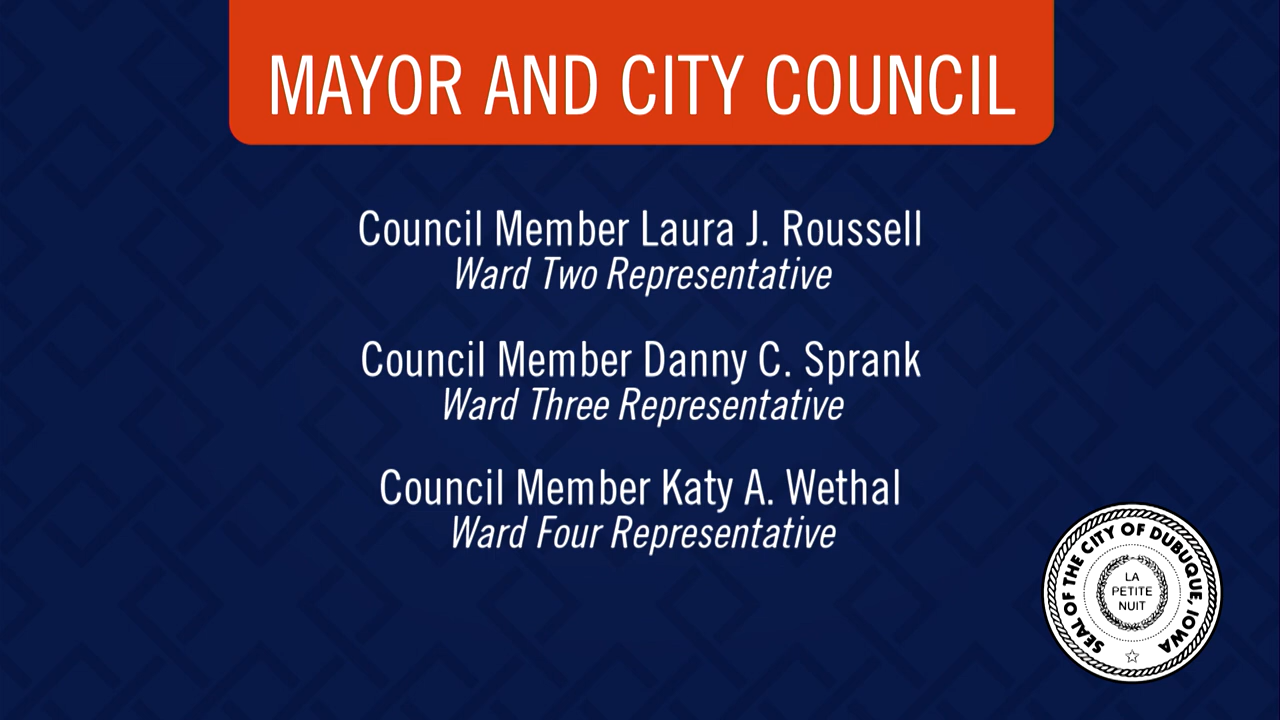 MAYOR AND CITY COUNCIL
Council Member Laura J. Roussell
Ward Two Representative
Council Member Danny C. Sprank
Ward Three Representative
Council Member Katy A. Wethal
Ward Four Representative
SEAL OF THE CITY OF DUBUQUE, IOWA
LA
PETITE
NUIT